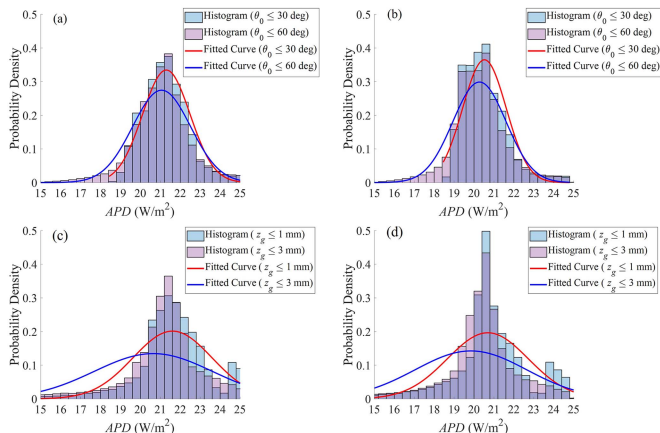 (a)
Histogram (θ₀ ≤ 30 deg)
Histogram (θ₀ ≤ 60 deg)
Fitted Curve (θ₀ ≤ 30 deg)
Fitted Curve (θ₀ ≤ 60 deg)
Probability Density
0.5
0.4
0.3
0.2
0.1
0
15 16 17 18 19 20 21 22 23 24 25
APD (W/m²)
(b)
Histogram (θ₀ ≤ 30 deg)
Histogram (θ₀ ≤ 60 deg)
Fitted Curve (θ₀ ≤ 30 deg)
Fitted Curve (θ₀ ≤ 60 deg)
Probability Density
0.5
0.4
0.3
0.2
0.1
0
15 16 17 18 19 20 21 22 23 24 25
APD (W/m²)
(c)
Histogram ( z_g ≤ 1 mm)
Histogram ( z_g ≤ 3 mm)
Fitted Curve ( z_g ≤ 1 mm)
Fitted Curve ( z_g ≤ 3 mm)
Probability Density
0.5
0.4
0.3
0.2
0.1
0
15 16 17 18 19 20 21 22 23 24 25
APD (W/m²)
(d)
Histogram ( z_g ≤ 1 mm)
Histogram ( z_g ≤ 3 mm)
Fitted Curve ( z_g ≤ 1 mm)
Fitted Curve ( z_g ≤ 3 mm)
Probability Density
0.5
0.4
0.3
0.2
0.1
0
15 16 17 18 19 20 21 22 23 24 25
APD (W/m²)